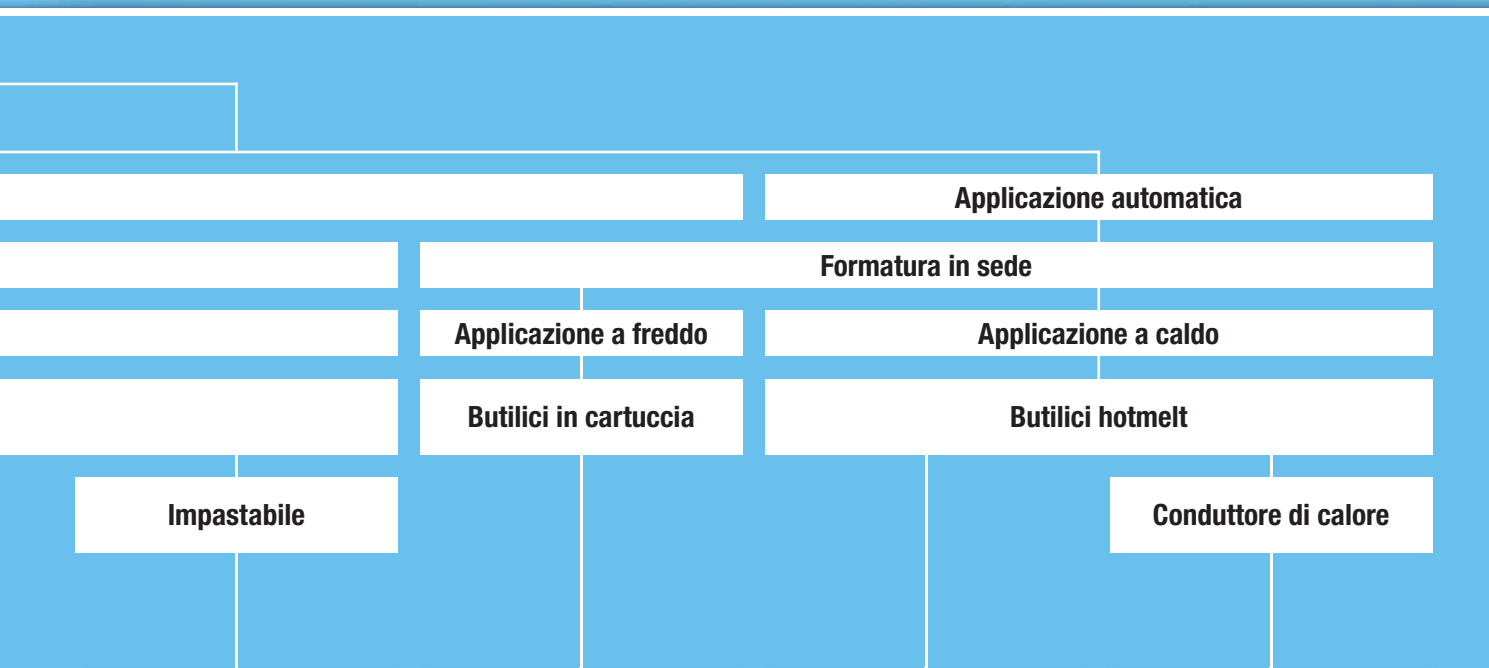 Applicazione automatica
Formatura in sede
Applicazione a freddo
Applicazione a caldo
Butilici in cartuccia
Butilici hotmelt
Impastabile
Conduttore di calore